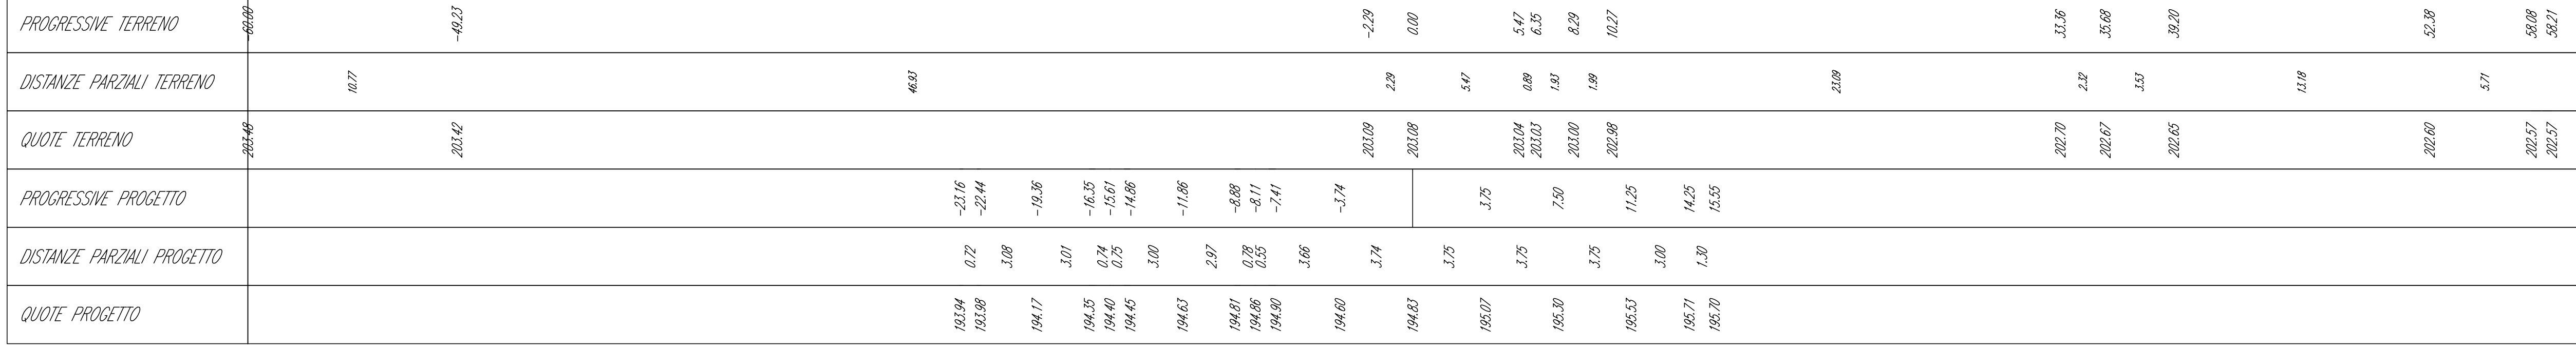 PROGRESSIVE TERRENO -60.00 -49.23 -2.29 0.00 5.47 6.35 8.29 10.27 33.36 35.68 39.20 52.38 58.08 58.21
DISTANZE PARZIALI TERRENO 10.77 46.93 2.29 5.47 0.89 1.93 1.99 23.09 2.32 3.53 13.18 5.71
QUOTE TERRENO 203.48 203.42 203.09 203.08 203.04 203.03 203.00 202.98 202.70 202.67 202.65 202.60 202.57 202.57
PROGRESSIVE PROGETTO -23.16 -22.44 -19.36 -16.35 -15.61 -14.86 -11.86 -8.88 -8.11 -7.41 -3.74 3.75 7.50 11.25 14.25 15.55
DISTANZE PARZIALI PROGETTO 0.72 3.08 3.01 0.74 0.75 3.00 2.97 0.78 0.55 3.66 3.74 3.75 3.75 3.75 3.00 1.30
QUOTE PROGETTO 193.94 193.98 194.17 194.35 194.40 194.45 194.63 194.81 194.86 194.90 194.60 194.83 195.07 195.30 195.53 195.71 195.70